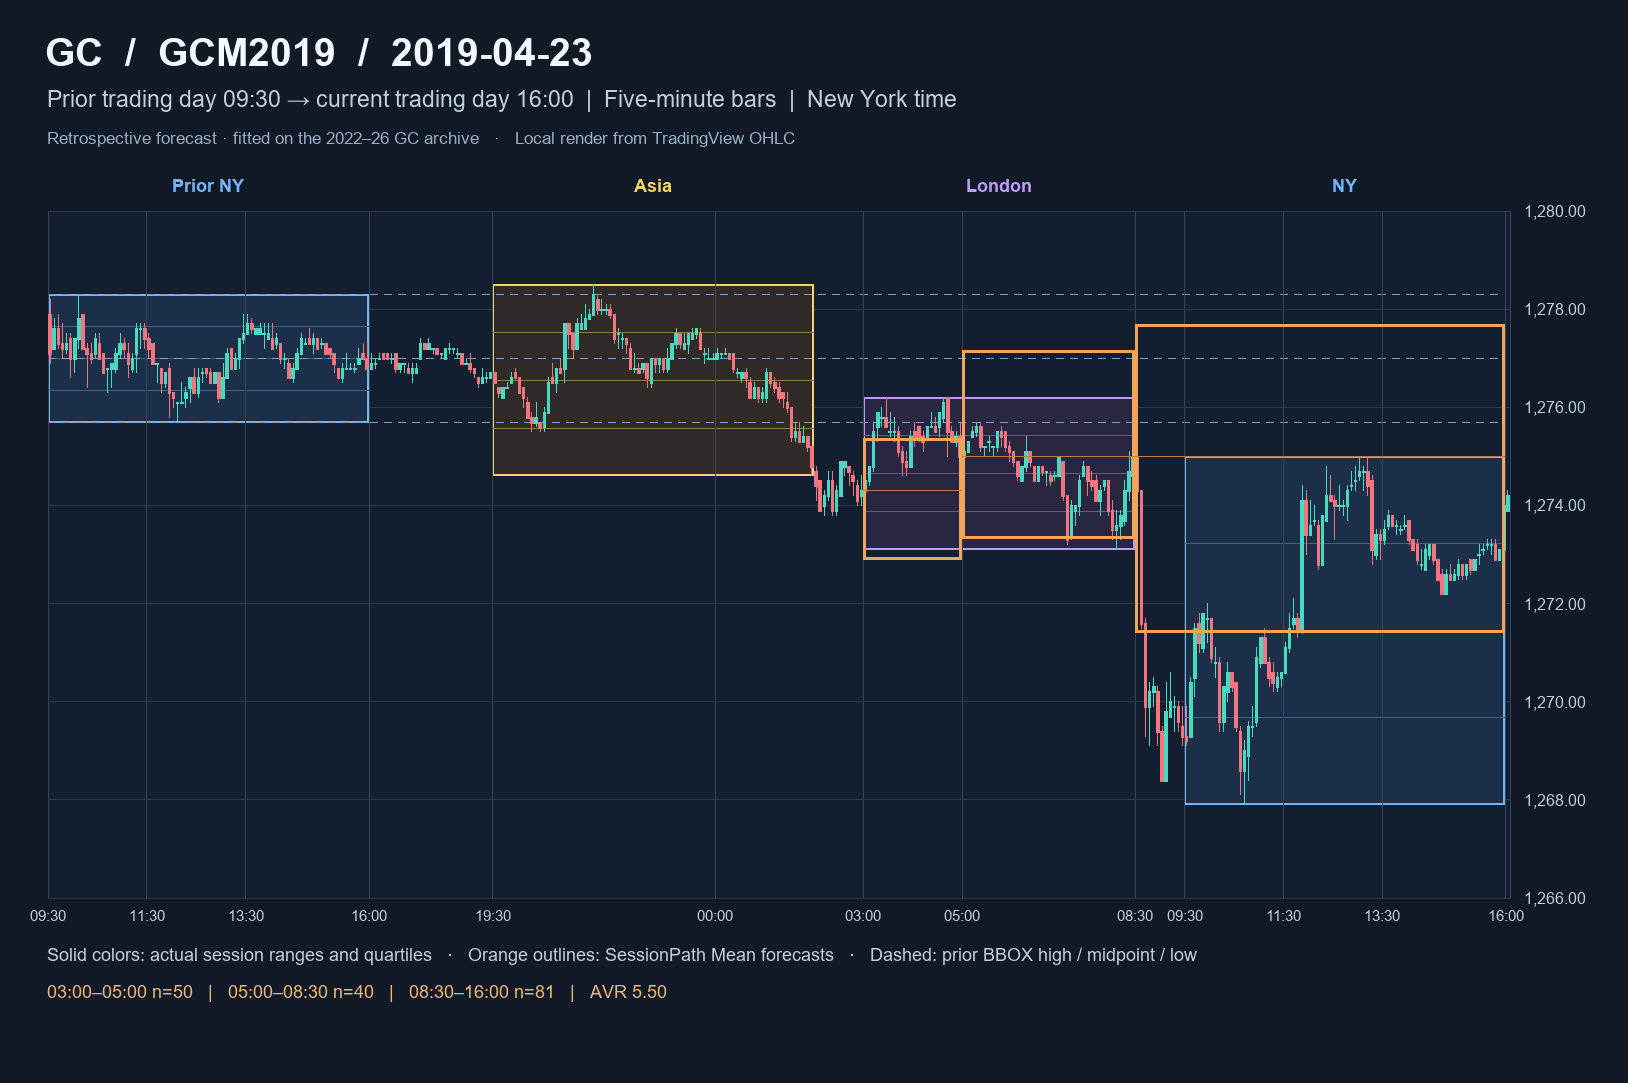 GC / GCM2019 / 2019-04-23
Prior trading day 09:30 → current trading day 16:00 | Five-minute bars | New York time
Retrospective forecast · fitted on the 2022–26 GC archive · Local render from TradingView OHLC
Prior NY Asia London NY
1,280.00
1,278.00
1,276.00
1,274.00
1,272.00
1,270.00
1,268.00
1,266.00
09:30 11:30 13:30 16:00 19:30 00:00 03:00 05:00 08:30 09:30 11:30 13:30 16:00
Solid colors: actual session ranges and quartiles · Orange outlines: SessionPath Mean forecasts · Dashed: prior BBOX high / midpoint / low
03:00–05:00 n=50 | 05:00–08:30 n=40 | 08:30–16:00 n=81 | AVR 5.50